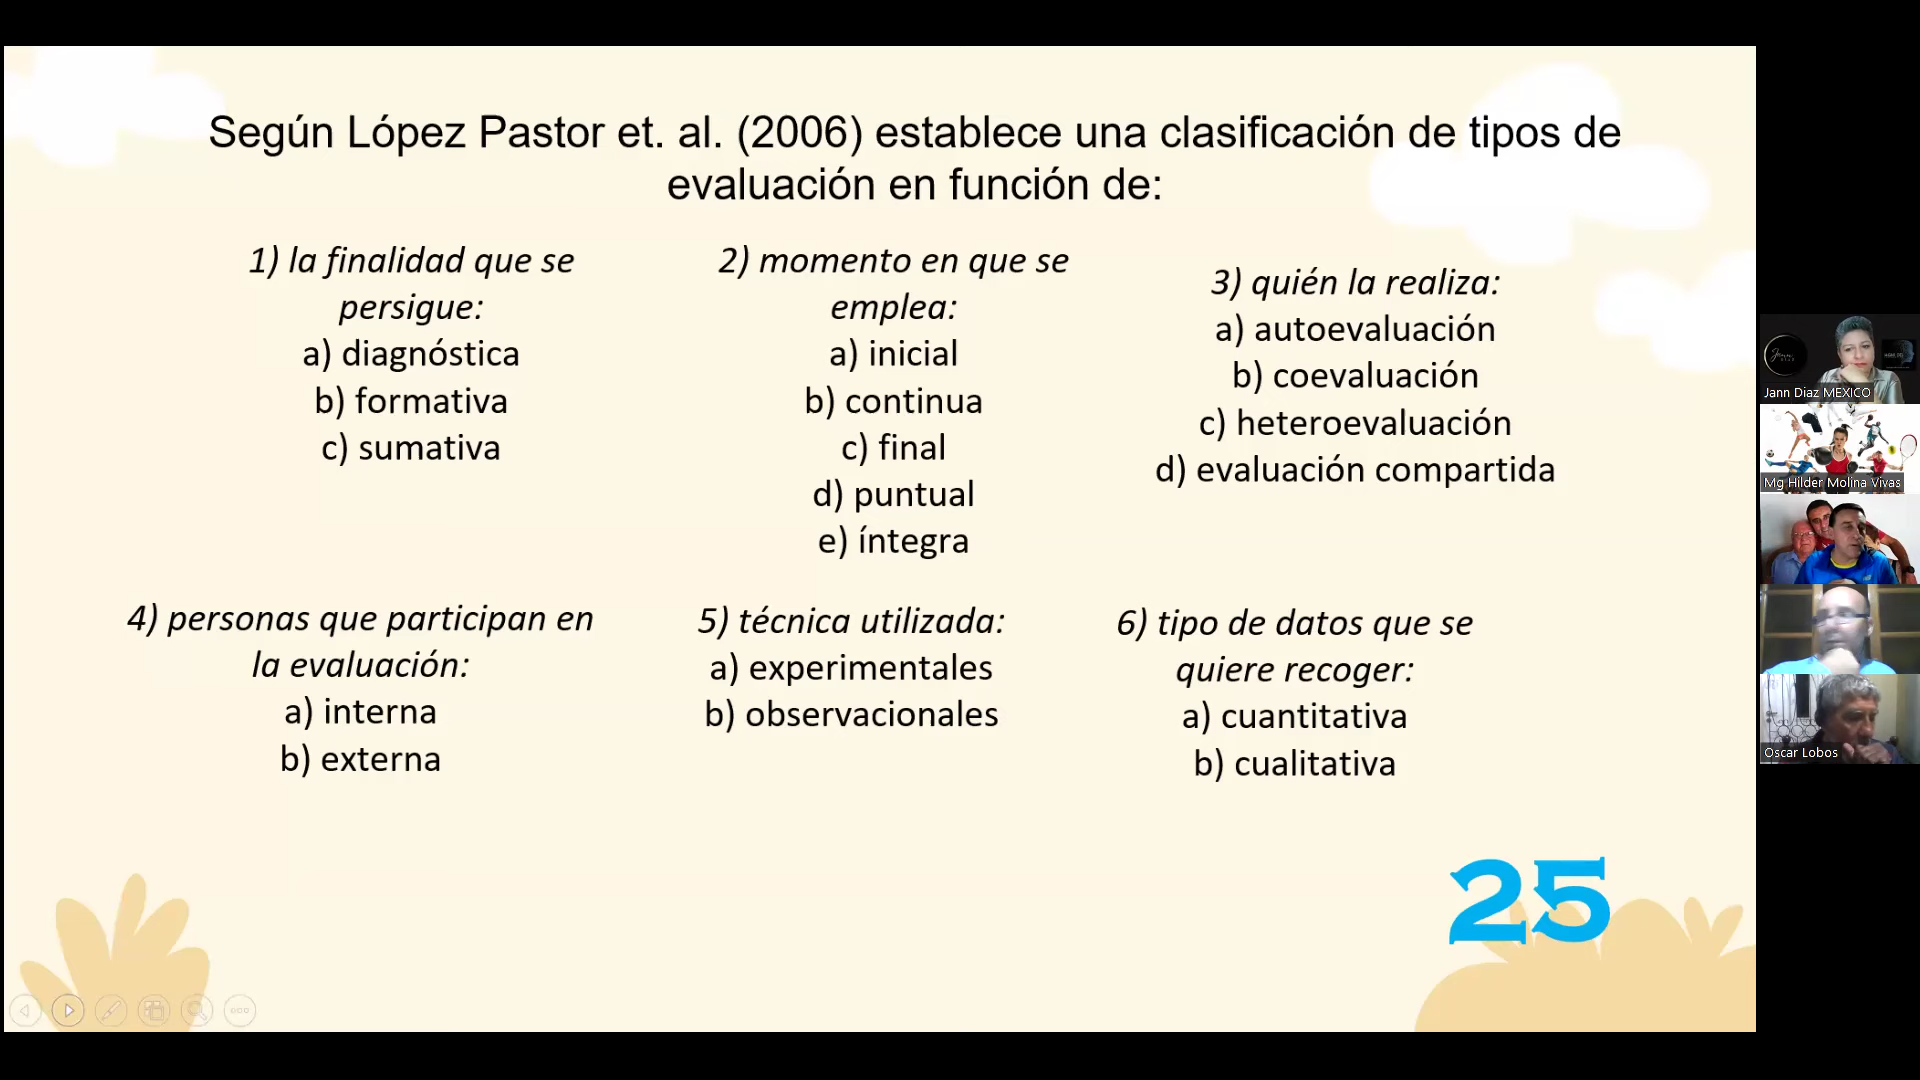 Según López Pastor et. al. (2006) establece una clasificación de tipos de
evaluación en función de:
1) la finalidad que se
persigue:
a) diagnóstica
b) formativa
c) sumativa
2) momento en que se
emplea:
a) inicial
b) continua
c) final
d) puntual
e) íntegra
3) quién la realiza:
a) autoevaluación
b) coevaluación
c) heteroevaluación
d) evaluación compartida
4) personas que participan en
la evaluación:
a) interna
b) externa
5) técnica utilizada:
a) experimentales
b) observacionales
6) tipo de datos que se
quiere recoger:
a) cuantitativa
b) cualitativa
25
Jann Diaz MEXICO
Mg Hilder Molina Vivas
Oscar Lobos